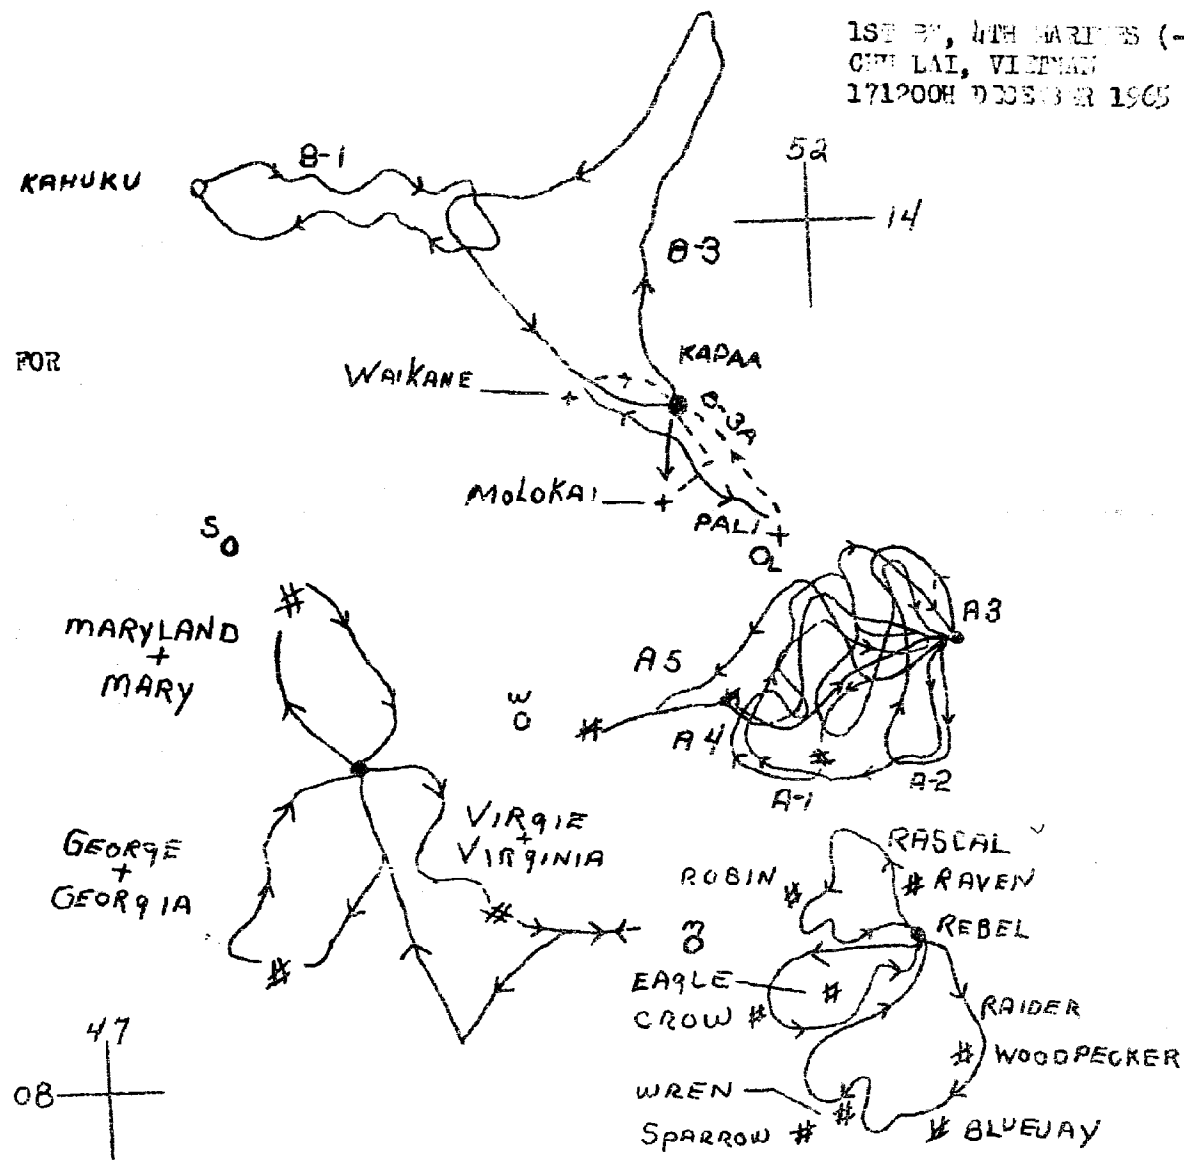 1ST BN, 4TH MARINES (-
CHU LAI, VIETNAM
171200H DECEMBER 1965
52
14
B-1
KAHUKU
B-3
FOR
KAPAA
WAIKANE
B-3A
MOLOKAI
PALI
S
MARYLAND
+
MARY
A3
A5
W
A4
A-2
A-1
VIRGIE
+
VIRGINIA
GEORGE
+
GEORGIA
RASCAL
ROBIN
RAVEN
REBEL
M
EAGLE
CROW
RAIDER
WOODPECKER
47
08
WREN
SPARROW
BLUEJAY